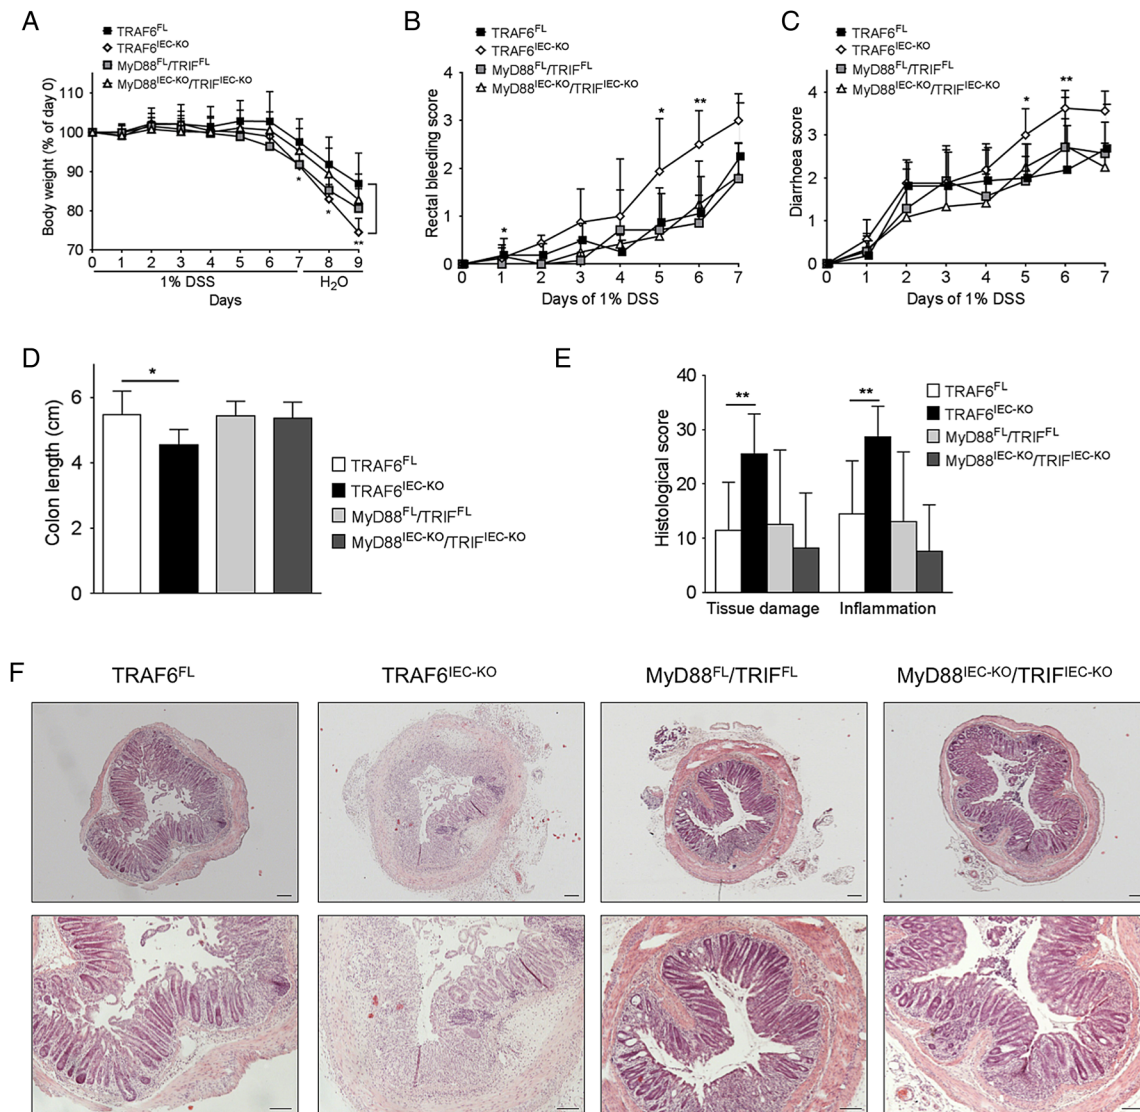 A
TRAF6FL
TRAF6IEC-KO
MyD88FL/TRIFFL
MyD88IEC-KO/TRIFIEC-KO
Body weight (% of day 0)
110
100
90
80
70
* * **
0 1 2 3 4 5 6 7 8 9
1% DSS H2O
Days
B
TRAF6FL
TRAF6IEC-KO
MyD88FL/TRIFFL
MyD88IEC-KO/TRIFIEC-KO
Rectal bleeding score
4
3
2
1
0
* * **
0 1 2 3 4 5 6 7
Days of 1% DSS
C
TRAF6FL
TRAF6IEC-KO
MyD88FL/TRIFFL
MyD88IEC-KO/TRIFIEC-KO
Diarrhoea score
4
3
2
1
0
* **
0 1 2 3 4 5 6 7
Days of 1% DSS
D
Colon length (cm)
6
4
2
0
*
TRAF6FL
TRAF6IEC-KO
MyD88FL/TRIFFL
MyD88IEC-KO/TRIFIEC-KO
E
Histological score
40
30
20
10
0
** **
Tissue damage Inflammation
TRAF6FL
TRAF6IEC-KO
MyD88FL/TRIFFL
MyD88IEC-KO/TRIFIEC-KO
F
TRAF6FL TRAF6IEC-KO MyD88FL/TRIFFL MyD88IEC-KO/TRIFIEC-KO